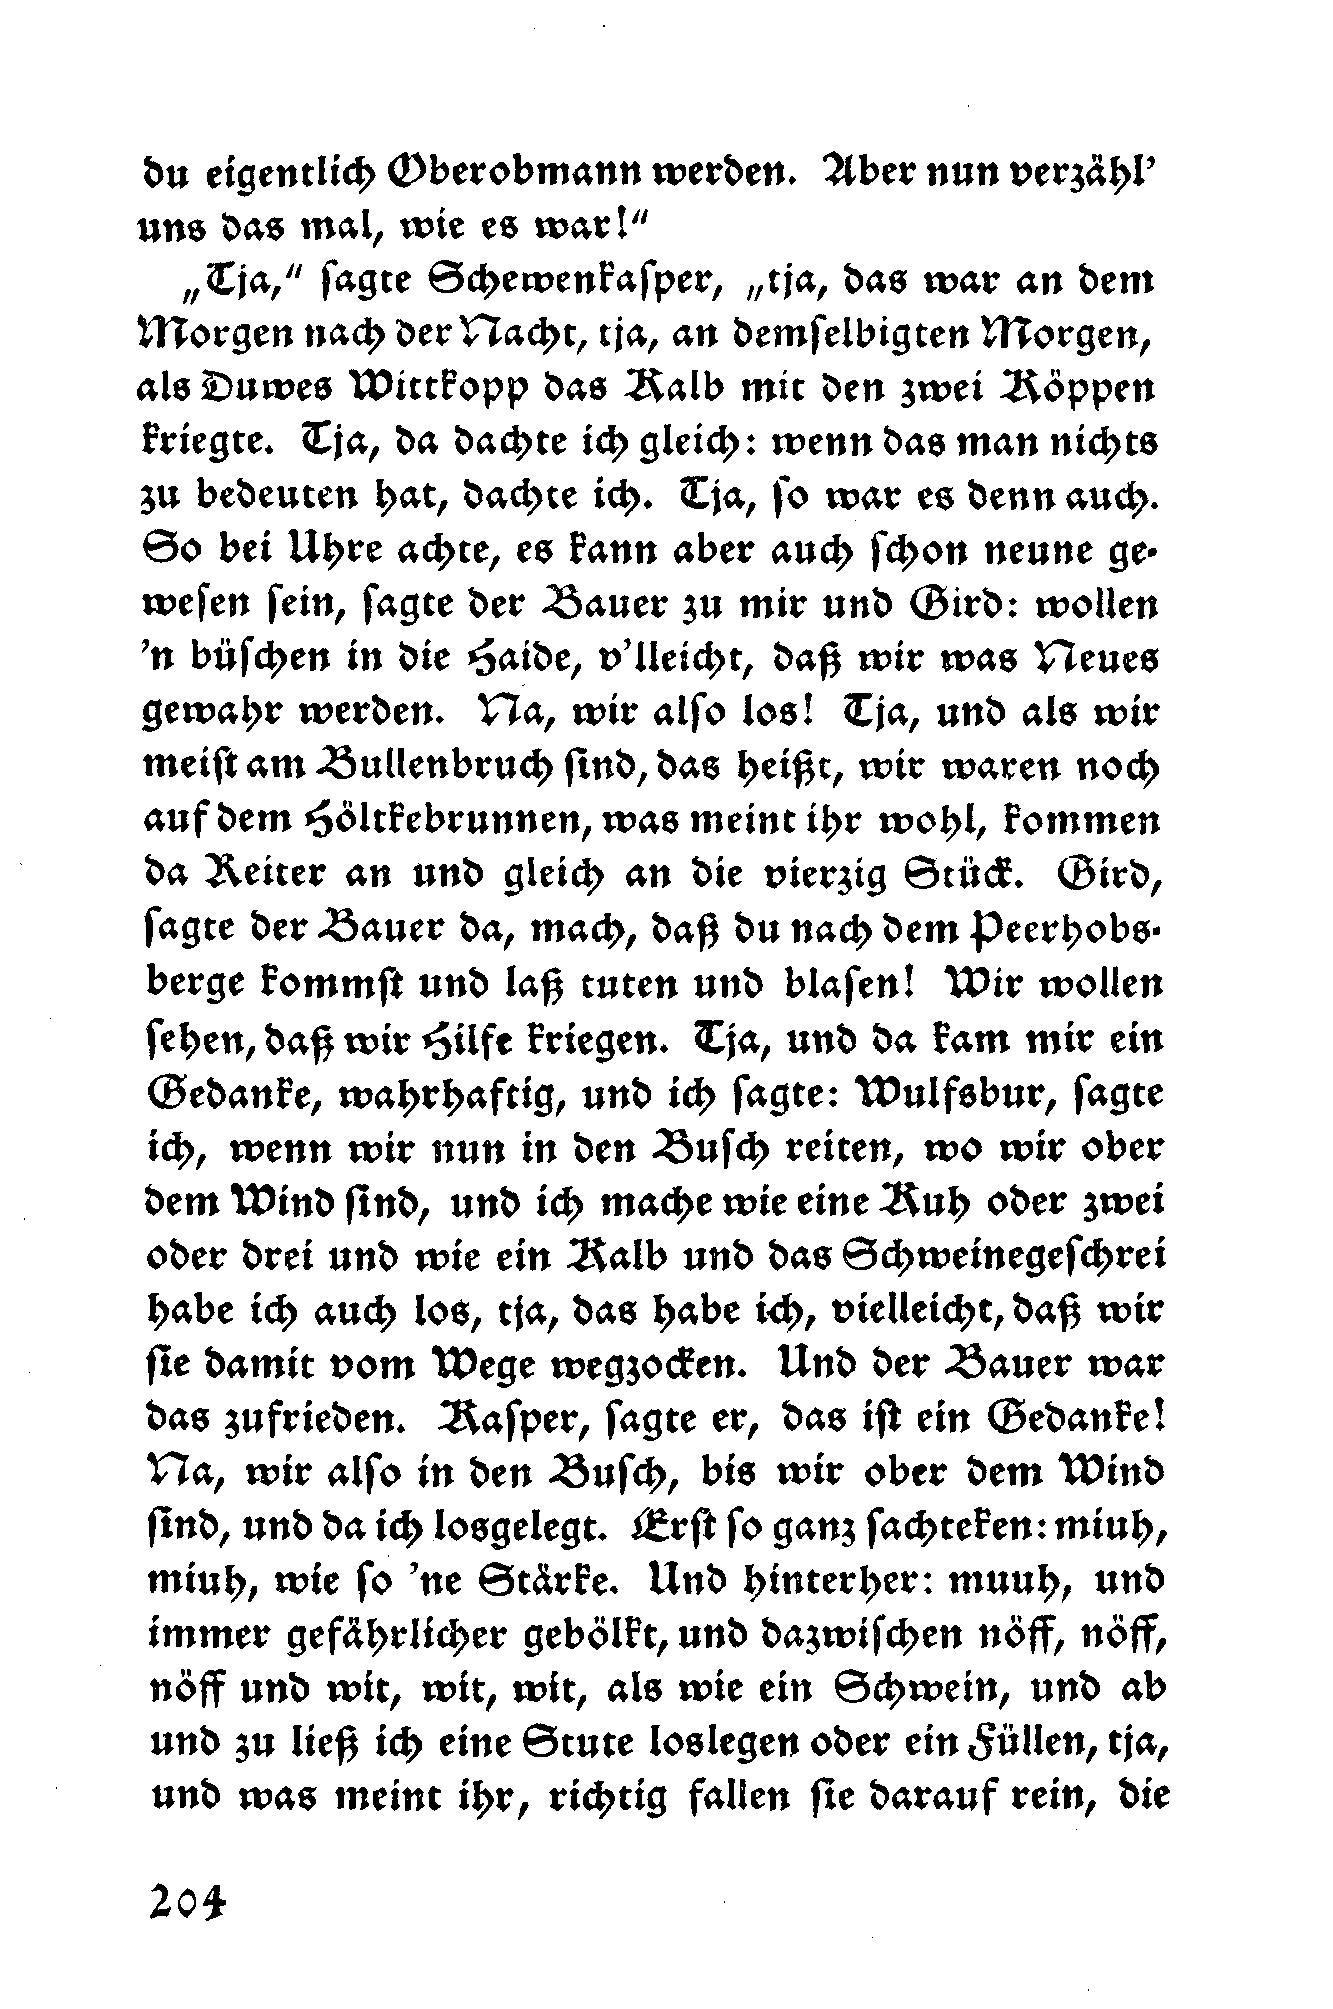 du eigentlich Oberobmann werden. Aber nun verzähl'
uns das mal, wie es war!“
„Tja,“ sagte Schewenkasper, „tja, das war an dem
Morgen nach der Nacht, tja, an demselbigten Morgen,
als Duwes Wittkopp das Kalb mit den zwei Köppen
kriegte. Tja, da dachte ich gleich: wenn das man nichts
zu bedeuten hat, dachte ich. Tja, so war es denn auch.
So bei Uhre achte, es kann aber auch schon neune ge-
wesen sein, sagte der Bauer zu mir und Gird: wollen
'n büschen in die Haide, v'lleicht, daß wir was Neues
gewahr werden. Na, wir also los! Tja, und als wir
meist am Bullenbruch sind, das heißt, wir waren noch
auf dem Höltkebrunnen, was meint ihr wohl, kommen
da Reiter an und gleich an die vierzig Stück. Gird,
sagte der Bauer da, mach, daß du nach dem Peerhobs-
berge kommst und laß tuten und blasen! Wir wollen
sehen, daß wir Hilfe kriegen. Tja, und da kam mir ein
Gedanke, wahrhaftig, und ich sagte: Wulfsbur, sagte
ich, wenn wir nun in den Busch reiten, wo wir ober
dem Wind sind, und ich mache wie eine Kuh oder zwei
oder drei und wie ein Kalb und das Schweinegeschrei
habe ich auch los, tja, das habe ich, vielleicht, daß wir
sie damit vom Wege wegzocken. Und der Bauer war
das zufrieden. Kasper, sagte er, das ist ein Gedanke!
Na, wir also in den Busch, bis wir ober dem Wind
sind, und da ich losgelegt. Erst so ganz sachteken: miuh,
miuh, wie so 'ne Stärke. Und hinterher: muuh, und
immer gefährlicher gebölkt, und dazwischen nöff, nöff,
nöff und wit, wit, wit, als wie ein Schwein, und ab
und zu ließ ich eine Stute loslegen oder ein Füllen, tja,
und was meint ihr, richtig fallen sie darauf rein, die
204